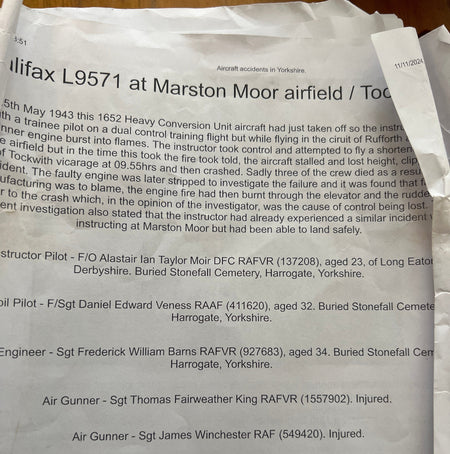 :51
Aircraft accidents in Yorkshire.
11/11/2024
lifax L9571 at Marston Moor airfield / Toc
5th May 1943 this 1652 Heavy Conversion Unit aircraft had just taken off so the instru
th a trainee pilot on a dual control training flight but while flying in the ciruit of Rufforth
nner engine burst into flames. The instructor took control and attempted to fly a shorten
e airfield but in the time this took the fire took told, the aircraft stalled and lost height, clip
of Tockwith vicarage at 09.55hrs and then crashed. Sadly three of the crew died as a resu
ident. The faulty engine was later stripped to investigate the failure and it was found that f
ufacturing was to blame, the engine fire had then burnt through the elevator and the rudde
r to the crash which, in the opinion of the investigator, was the cause of control being lost.
ent investigation also stated that the instructor had already experienced a similar incident
instructing at Marston Moor but had been able to land safely.
structor Pilot - F/O Alastair Ian Taylor Moir DFC RAFVR (137208), aged 23, of Long Eato
Derbyshire. Buried Stonefall Cemetery, Harrogate, Yorkshire.
pil Pilot - F/Sgt Daniel Edward Veness RAAF (411620), aged 32. Buried Stonefall Cemete
Harrogate, Yorkshire.
Engineer - Sgt Frederick William Barns RAFVR (927683), aged 34. Buried Stonefall Cem
Harrogate, Yorkshire.
Air Gunner - Sgt Thomas Fairweather King RAFVR (1557902). Injured.
Air Gunner - Sgt James Winchester RAF (549420). Injured.